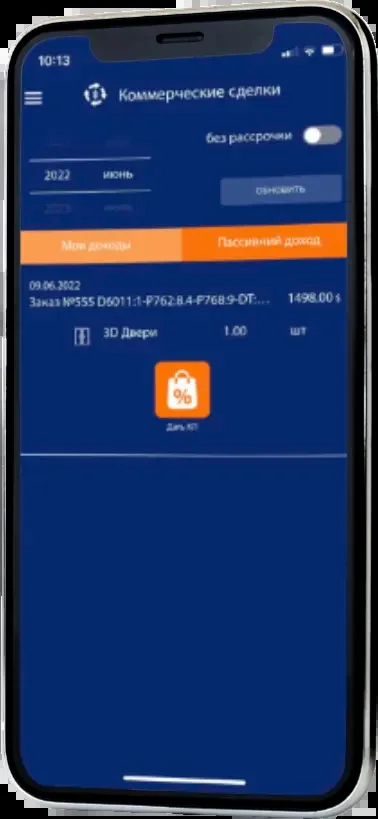 10:13
Коммерческие сделки
без рассрочки
2022 июнь
ОБНОВИТЬ
Мои доходы
Пассивний доход
09.06.2022
Заказ №555 D6011:1-P762:8.4-P768:9-DT:... 1498.00 $
3D Двери 1.00 шт
%
Дать КП